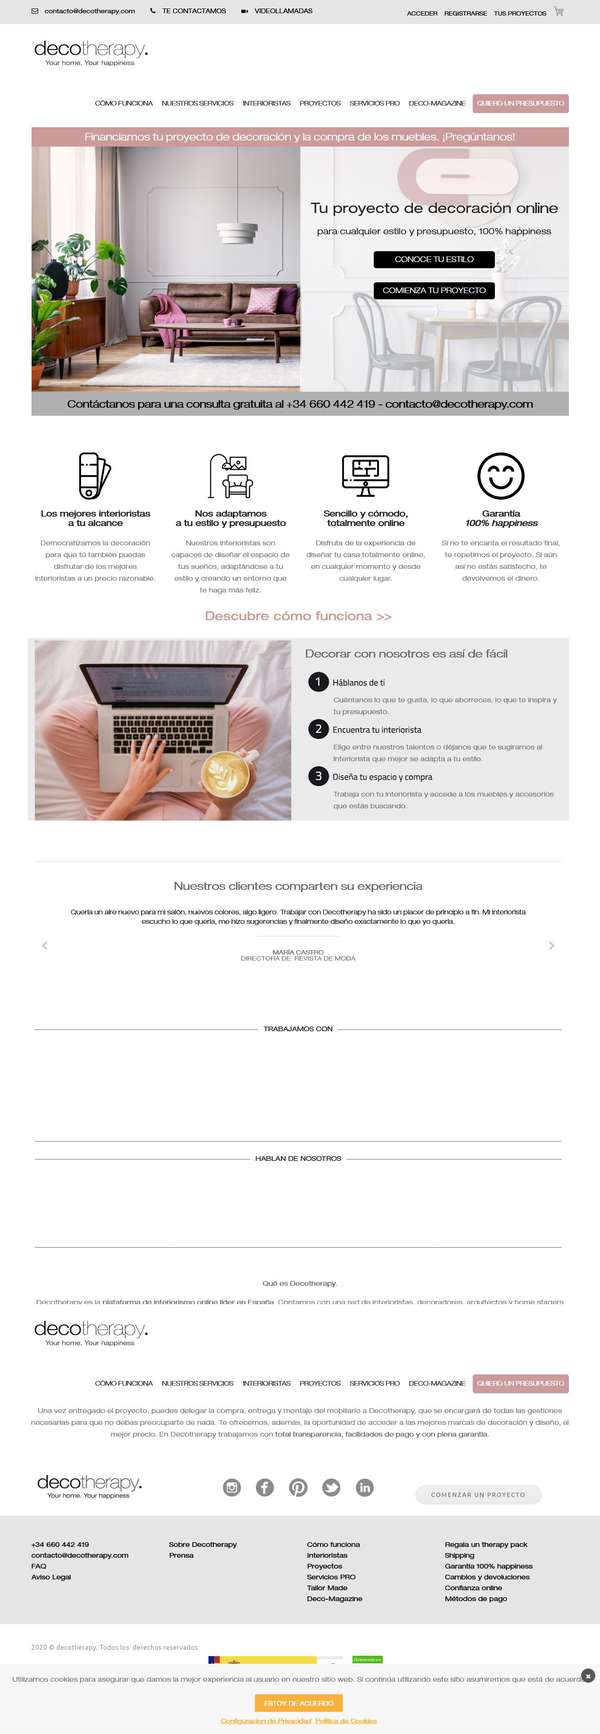 contacto@decotherapy.com TE CONTACTAMOS VIDEOLLAMADAS ACCEDER REGISTRARSE TUS PROYECTOS
decotherapy.
Your home. Your happiness
CÓMO FUNCIONA NUESTROS SERVICIOS INTERIORISTAS PROYECTOS SERVICIOS PRO DECO-MAGAZINE QUIERO UN PRESUPUESTO
Financiamos tu proyecto de decoración y la compra de los muebles. ¡Pregúntanos!
Tu proyecto de decoración online
para cualquier estilo y presupuesto, 100% happiness
CONOCE TU ESTILO
COMIENZA TU PROYECTO
Contáctanos para una consulta gratuita al +34 660 442 419 - contacto@decotherapy.com
Los mejores interioristas
a tu alcance
Democratizamos la decoración
para que tú también puedas
disfrutar de los mejores
interioristas a un precio razonable.
Nos adaptamos
a tu estilo y presupuesto
Nuestros interioristas son
capaces de diseñar el espacio de
tus sueños, adaptándose a tu
estilo y creando un entorno que
te haga más feliz.
Sencillo y cómodo,
totalmente online
Disfruta de la experiencia de
diseñar tu casa totalmente online,
en cualquier momento y desde
cualquier lugar.
Garantía
100% happiness
Si no te encanta el resultado final,
te repetimos el proyecto. Si aún
así no estás satisfecho, te
devolvemos el dinero.
Descubre cómo funciona >>
Decorar con nosotros es así de fácil
1 Háblanos de ti
Cuéntanos lo que te gusta, lo que aborreces, lo que te inspira y
tu presupuesto.
2 Encuentra tu interiorista
Elige entre nuestros talentos o déjanos que te sugiramos al
interiorista que mejor se adapta a tu estilo.
3 Diseña tu espacio y compra
Trabaja con tu interiorista y accede a los muebles y accesorios
que estás buscando.
Nuestros clientes comparten su experiencia
Quería un aire nuevo para mi salón, nuevos colores, algo ligero. Trabajar con Decotherapy ha sido un placer de principio a fin. Mi interiorista
escucho lo que quería, me hizo sugerencias y finalmente diseño exactamente lo que yo quería.
MARÍA CASTRO
DIRECTORA DE REVISTA DE MODA
TRABAJAMOS CON
HABLAN DE NOSOTROS
Qué es Decotherapy.
Decotherapy es la plataforma de interiorismo online líder en España. Contamos con una red de interioristas, decoradores, arquitectos y home stagers
decotherapy.
Your home. Your happiness
CÓMO FUNCIONA NUESTROS SERVICIOS INTERIORISTAS PROYECTOS SERVICIOS PRO DECO-MAGAZINE QUIERO UN PRESUPUESTO
Una vez entregado el proyecto, puedes delegar la compra, entrega y montaje del mobiliario a Decotherapy, que se encargará de todas las gestiones
necesarias para que no debas preocuparte de nada. Te ofrecemos, además, la oportunidad de acceder a las mejores marcas de decoración y diseño, al
mejor precio. En Decotherapy trabajamos con total transparencia, facilidades de pago y con plena garantía.
decotherapy.
Your home. Your happiness
COMENZAR UN PROYECTO
+34 660 442 419
contacto@decotherapy.com
FAQ
Aviso Legal
Sobre Decotherapy
Prensa
Cómo funciona
Interioristas
Proyectos
Servicios PRO
Tailor Made
Deco-Magazine
Regala un therapy pack
Shipping
Garantía 100% happiness
Cambios y devoluciones
Confianza online
Métodos de pago
2020 © decotherapy. Todos los derechos reservados
Utilizamos cookies para asegurar que damos la mejor experiencia al usuario en nuestro sitio web. Si continúa utilizando este sitio asumiremos que está de acuerdo.
ESTOY DE ACUERDO
Configuracion de Privacidad Politica de Cookies